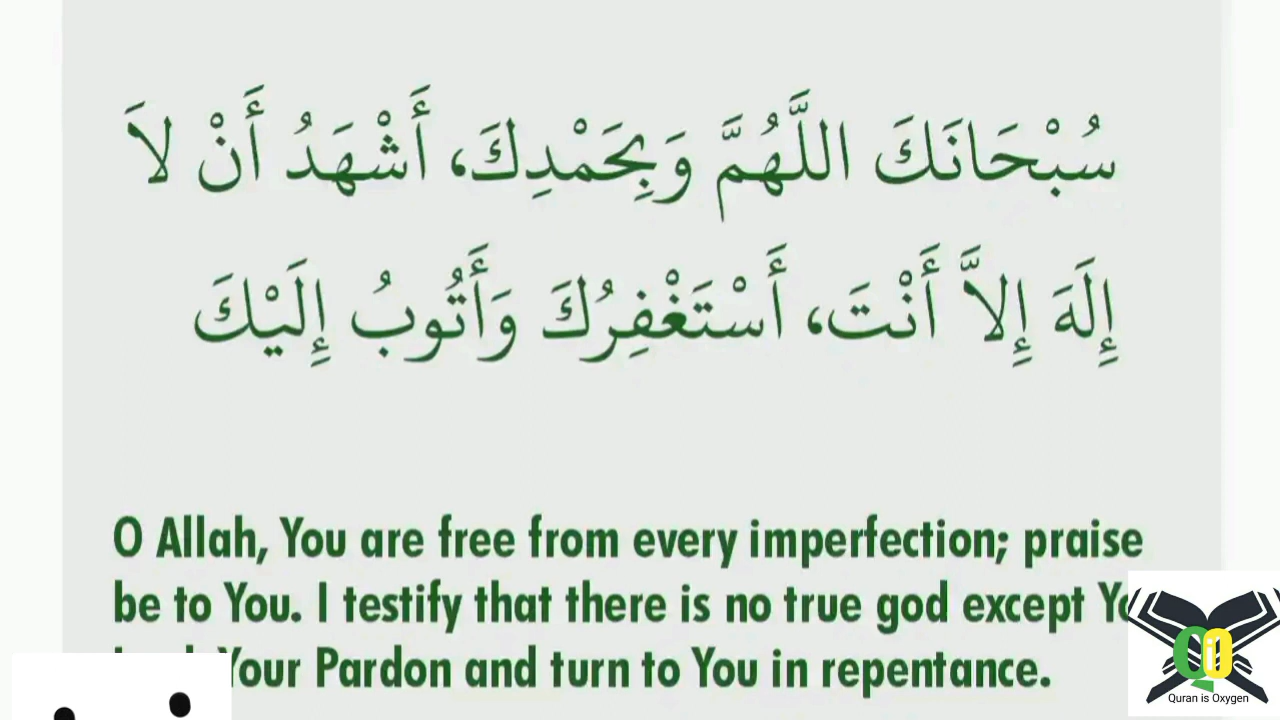 سُبْحَانَكَ اللَّهُمَّ وَبِحَمْدِكَ، أَشْهَدُ أَنْ لاَ
إِلَهَ إِلاَّ أَنْتَ، أَسْتَغْفِرُكَ وَأَتُوبُ إِلَيْكَ
O Allah, You are free from every imperfection; praise
be to You. I testify that there is no true god except
Your Pardon and turn to You in repentance.
QiO
Quran is Oxygen